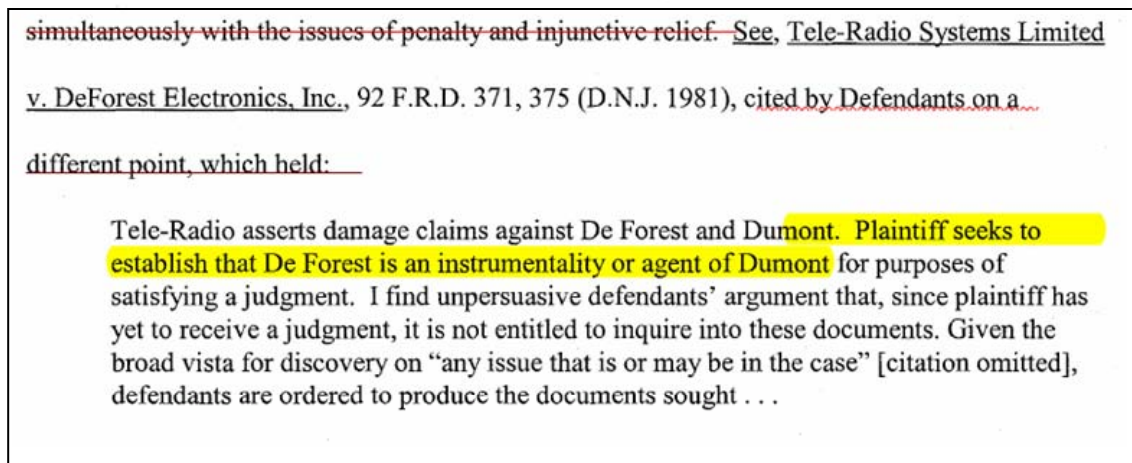 simultaneously with the issues of penalty and injunctive relief. See, Tele-Radio Systems Limited
v. DeForest Electronics, Inc., 92 F.R.D. 371, 375 (D.N.J. 1981), cited by Defendants on a
different point, which held:
Tele-Radio asserts damage claims against De Forest and Dumont. Plaintiff seeks to
establish that De Forest is an instrumentality or agent of Dumont for purposes of
satisfying a judgment. I find unpersuasive defendants’ argument that, since plaintiff has
yet to receive a judgment, it is not entitled to inquire into these documents. Given the
broad vista for discovery on “any issue that is or may be in the case” [citation omitted],
defendants are ordered to produce the documents sought . . .